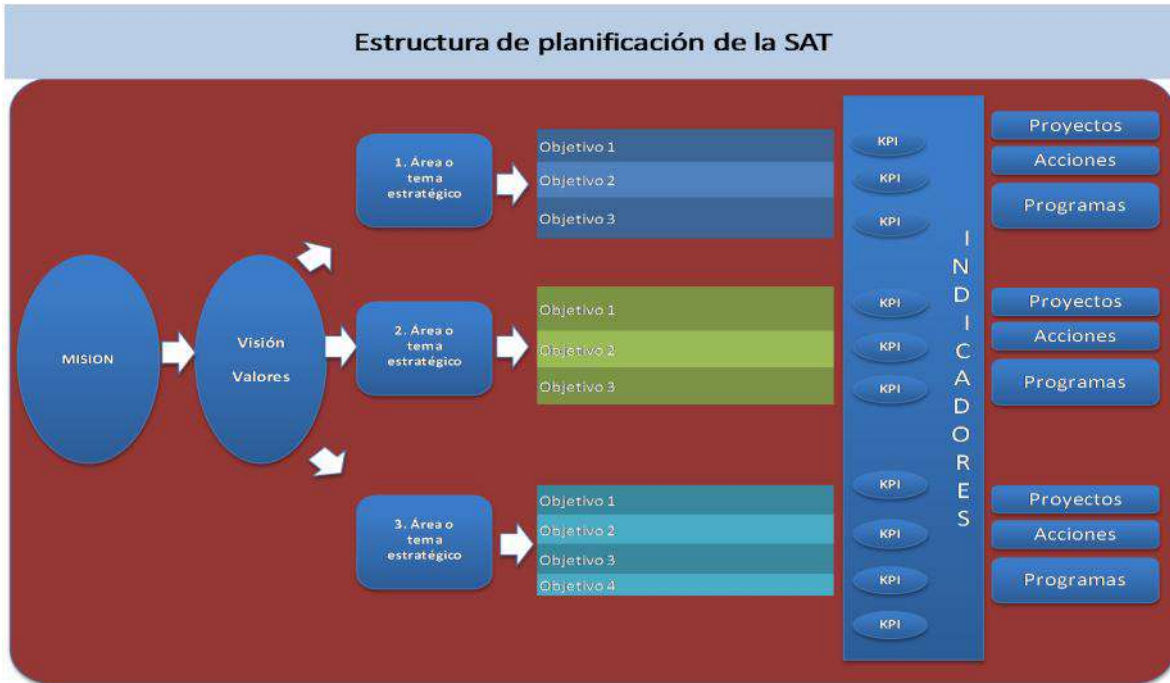 Estructura de planificación de la SAT
MISION
Visión
Valores
1. Área o
tema
estratégico
Objetivo 1
Objetivo 2
Objetivo 3
KPI
KPI
KPI
Proyectos
Acciones
Programas
2. Área o
tema
estratégico
Objetivo 1
Objetivo 2
Objetivo 3
KPI
KPI
KPI
Proyectos
Acciones
Programas
3. Área o
tema
estratégico
Objetivo 1
Objetivo 2
Objetivo 3
Objetivo 4
KPI
KPI
KPI
KPI
Proyectos
Acciones
Programas
INDICADORES